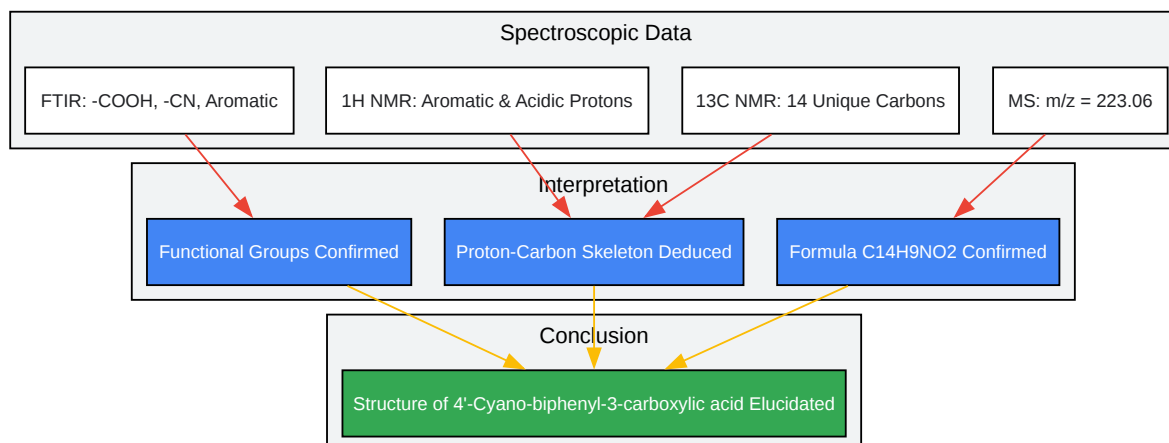 Spectroscopic Data
FTIR: -COOH, -CN, Aromatic
1H NMR: Aromatic & Acidic Protons
13C NMR: 14 Unique Carbons
MS: m/z = 223.06
Interpretation
Functional Groups Confirmed
Proton-Carbon Skeleton Deduced
Formula C14H9NO2 Confirmed
Conclusion
Structure of 4'-Cyano-biphenyl-3-carboxylic acid Elucidated